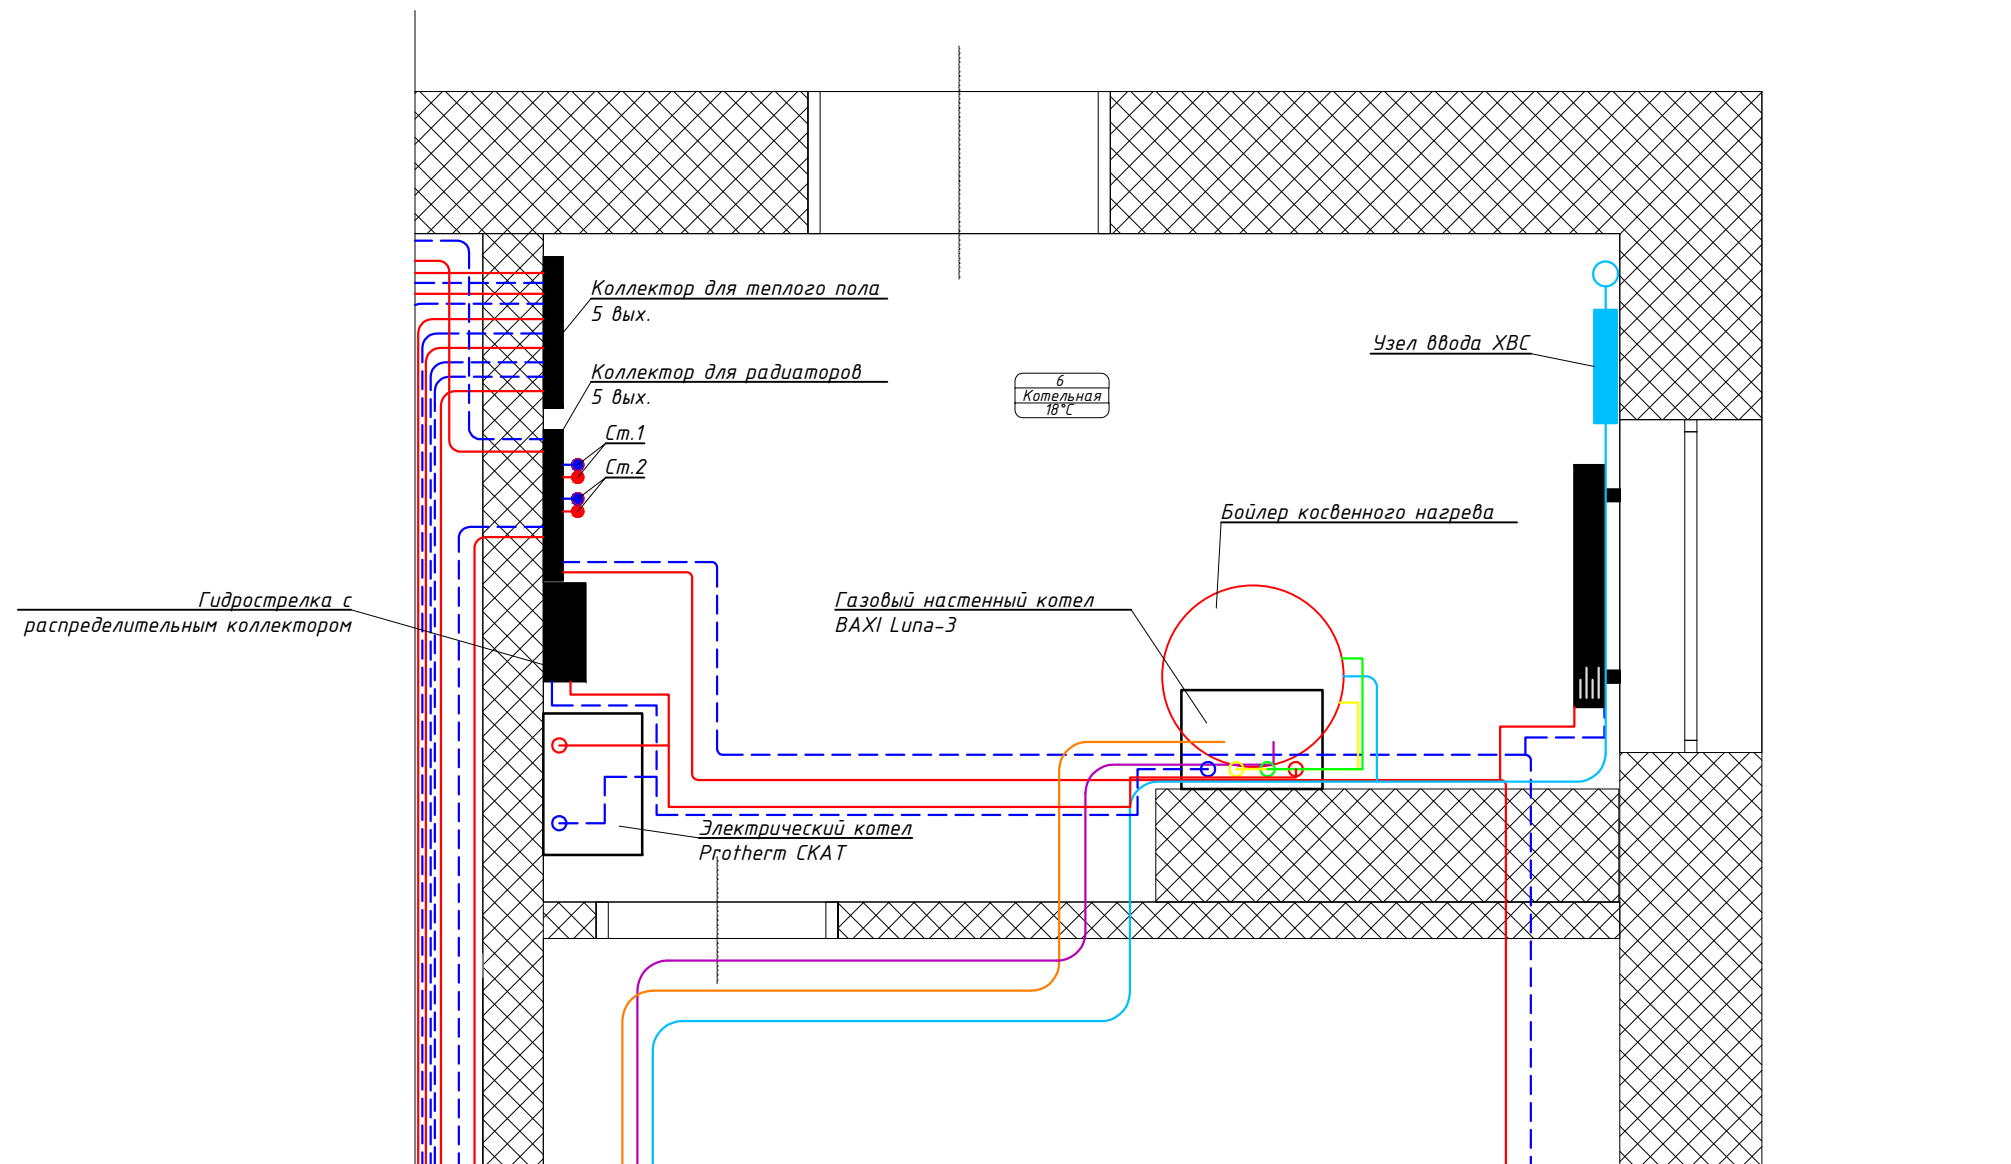 Коллектор для теплого пола
5 вых.
Узел ввода ХВС
Коллектор для радиаторов
5 вых.
6
Котельная
18°С
Ст.1
Ст.2
Бойлер косвенного нагрева
Гидрострелка с
распределительным коллектором
Газовый настенный котел
BAXI Luna-3
Электрический котел
Protherm СКАТ